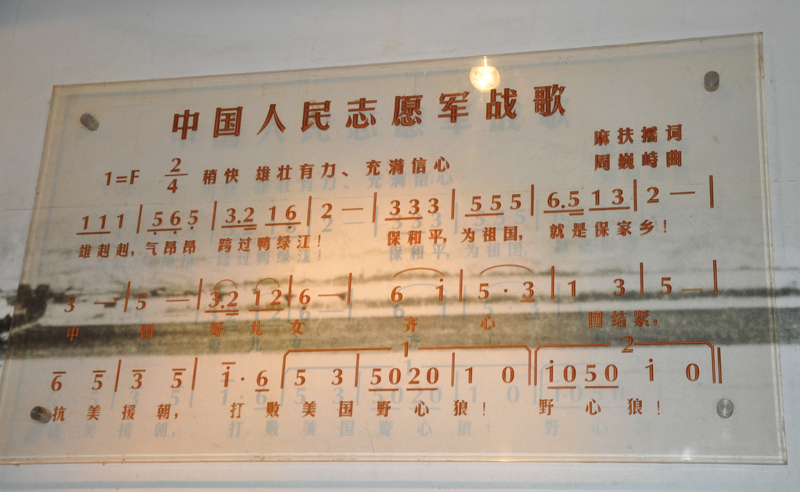 中国人民志愿军战歌
麻扶摇词
1=F 2/4 稍快 雄壮有力、充满信心
周巍峙曲
1 1 1 | 5 6 5 | 3.2 1 6 | 2 — | 3 3 3 | 5 5 5 | 6.5 1 3 | 2 — |
雄赳赳,气昂昂 跨过鸭绿江! 保和平,为祖国, 就是保家乡!
3 — | 5 — | 3.2 1 2 | 6 — | 6 i | 5 · 3 | 1 3 | 5 — |
中 国 好 儿 女 齐 心 团结紧,
1 2
6 5 | 3 5 | i · 6 | 5 3 | 5 0 2 0 | 1 0 | i 0 5 0 i 0 ||
抗 美 援 朝, 打 败 美 国 野 心 狼! 野 心 狼!